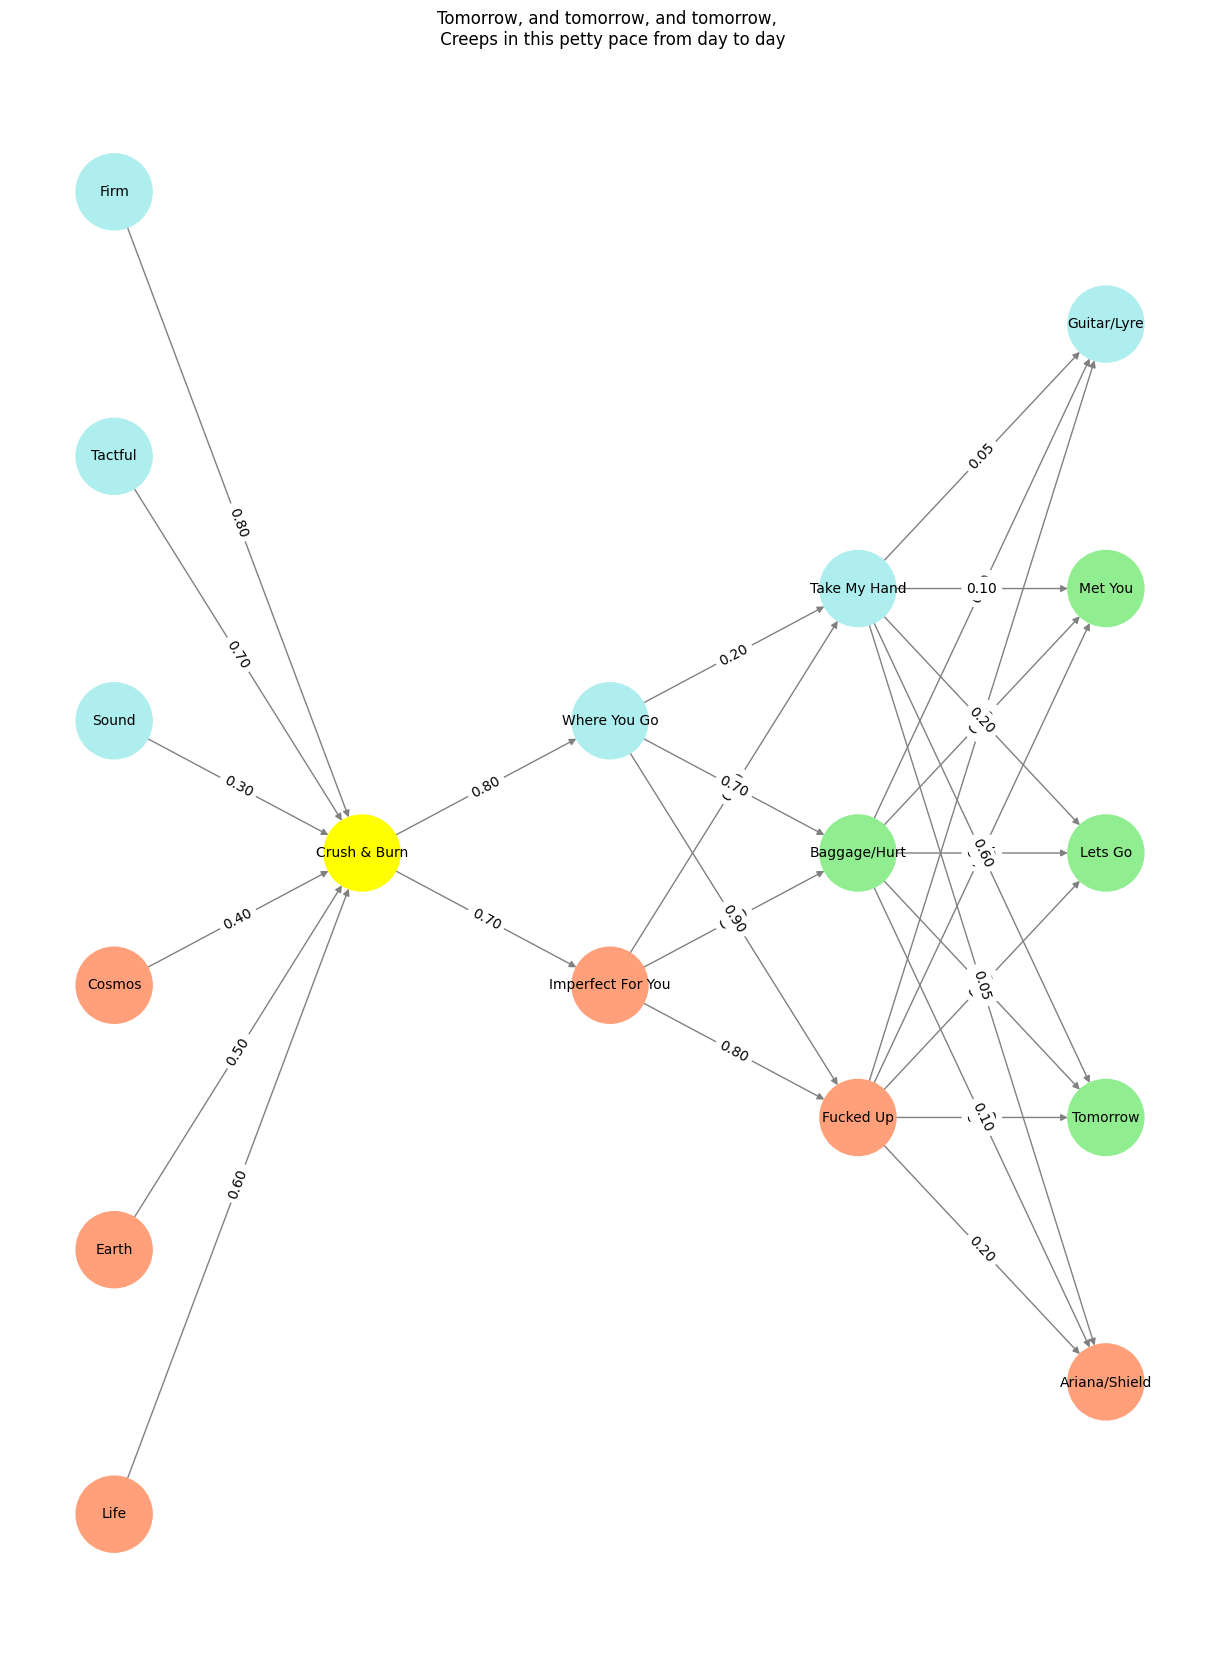 Tomorrow, and tomorrow, and tomorrow,
Creeps in this petty pace from day to day
Firm
Guitar/Lyre
Tactful
0.05
0.80
Take My Hand
0.10
Met You
0.70
0.20
Sound
Where You Go
0.20
0.30
0.80
0.70
Crush & Burn
Baggage/Hurt
0.60
Lets Go
0.40
0.70
0.90
Cosmos
Imperfect For You
0.05
0.50
0.80
Fucked Up
0.10
Tomorrow
0.60
Earth
0.20
Ariana/Shield
Life